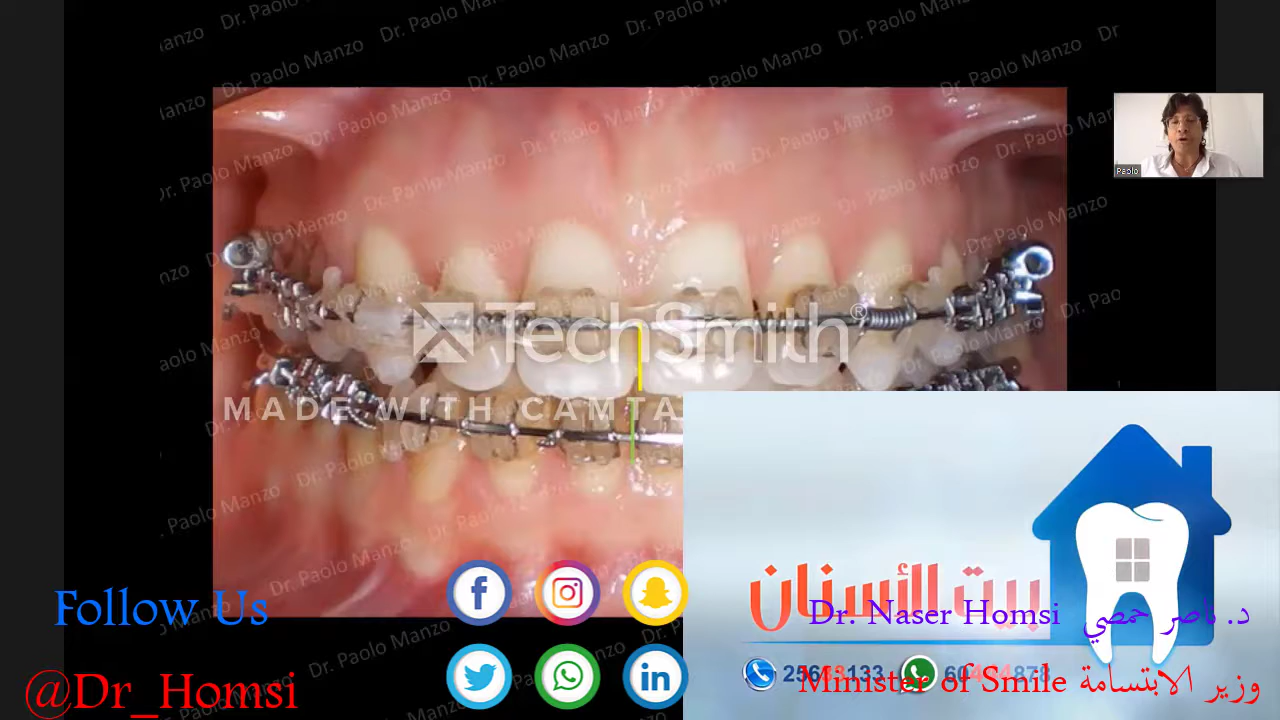 Dr. Paolo Manzo
Paolo
TechSmith®
MADE WITH CAMTA
Follow Us
@Dr_Homsi
بيت الأسنان
Dr. Naser Homsi د. ناصر حمصي
Minister of Smile وزير الابتسامة